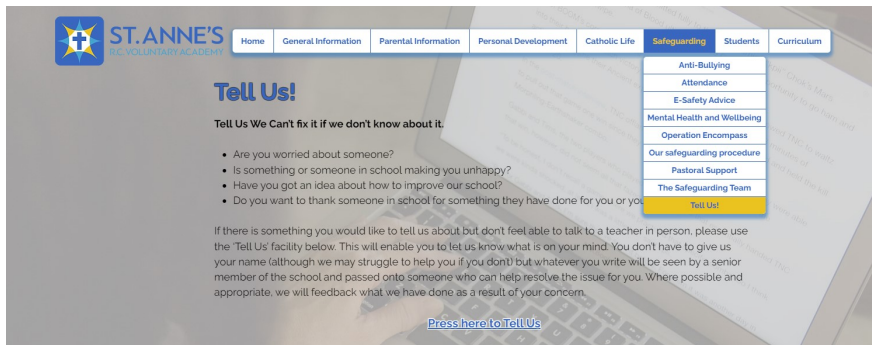 ST. ANNE'S
R.C. VOLUNTARY ACADEMY
Home
General Information
Parental Information
Personal Development
Catholic Life
Safeguarding
Students
Curriculum
Anti-Bullying
Attendance
E-Safety Advice
Mental Health and Wellbeing
Operation Encompass
Our safeguarding procedure
Pastoral Support
The Safeguarding Team
Tell Us!
Tell Us!
Tell Us We Can't fix it if we don't know about it.
Are you worried about someone?
Is something or someone in school making you unhappy?
Have you got an idea about how to improve our school?
Do you want to thank someone in school for something they have done for you or
If there is something you would like to tell us about but don't feel able to talk to a teacher in person, please use
the 'Tell Us' facility below. This will enable you to let us know what is on your mind. You don't have to give us
your name (although we may struggle to help you if you don't) but whatever you write will be seen by a senior
member of the school and passed onto someone who can help resolve the issue for you. Where possible and
appropriate, we will feedback what we have done as a result of your concern.
Press here to Tell Us